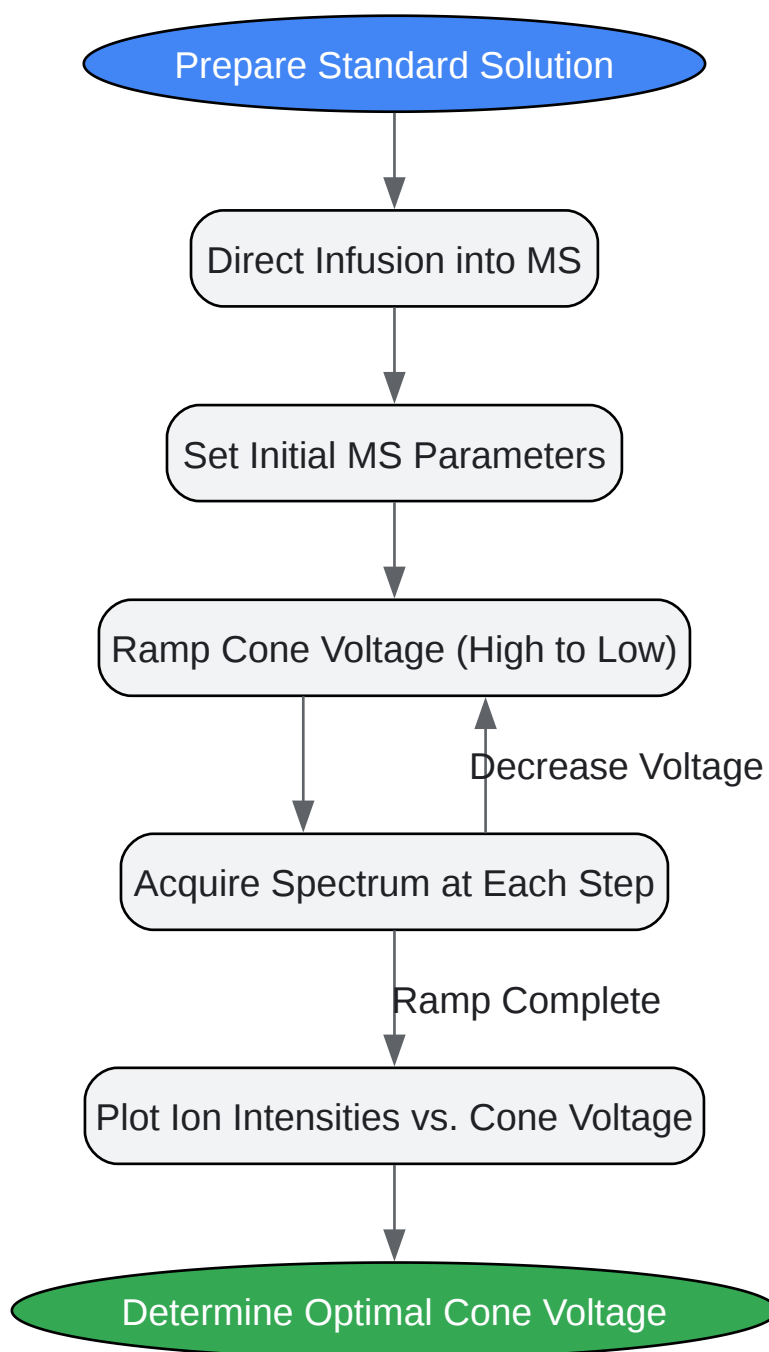 Prepare Standard Solution
Direct Infusion into MS
Set Initial MS Parameters
Ramp Cone Voltage (High to Low)
Decrease Voltage
Acquire Spectrum at Each Step
Ramp Complete
Plot Ion Intensities vs. Cone Voltage
Determine Optimal Cone Voltage